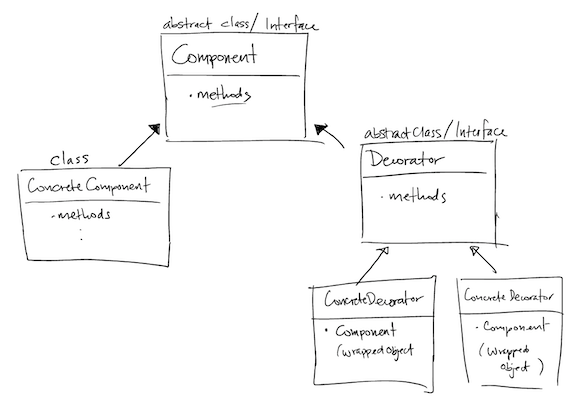 abstract class/ Interface
Component
• methods
abstract Class/Interface
Decorator
• methods
class
Concrete Component
• methods
⋮
ConcreteDecorator
• Component
(wrapped Object
Concrete Decorator
• Component
(wrapped
object)